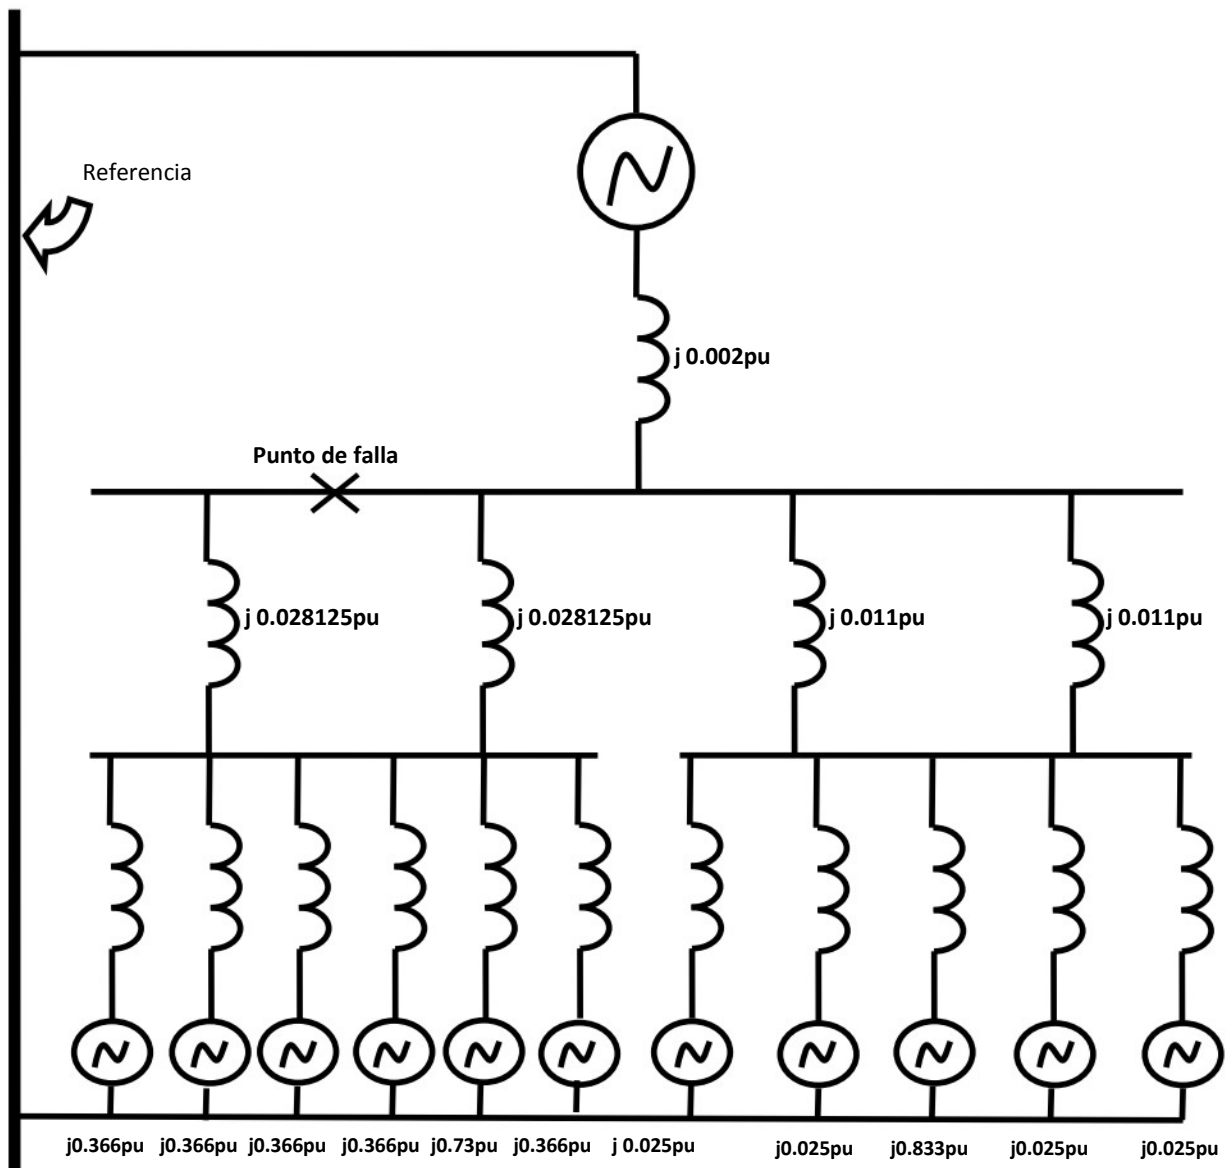 Referencia
j 0.002pu
Punto de falla
j 0.028125pu j 0.028125pu j 0.011pu j 0.011pu
j0.366pu j0.366pu j0.366pu j0.366pu j0.73pu j0.366pu j 0.025pu j0.025pu j0.833pu j0.025pu j0.025pu